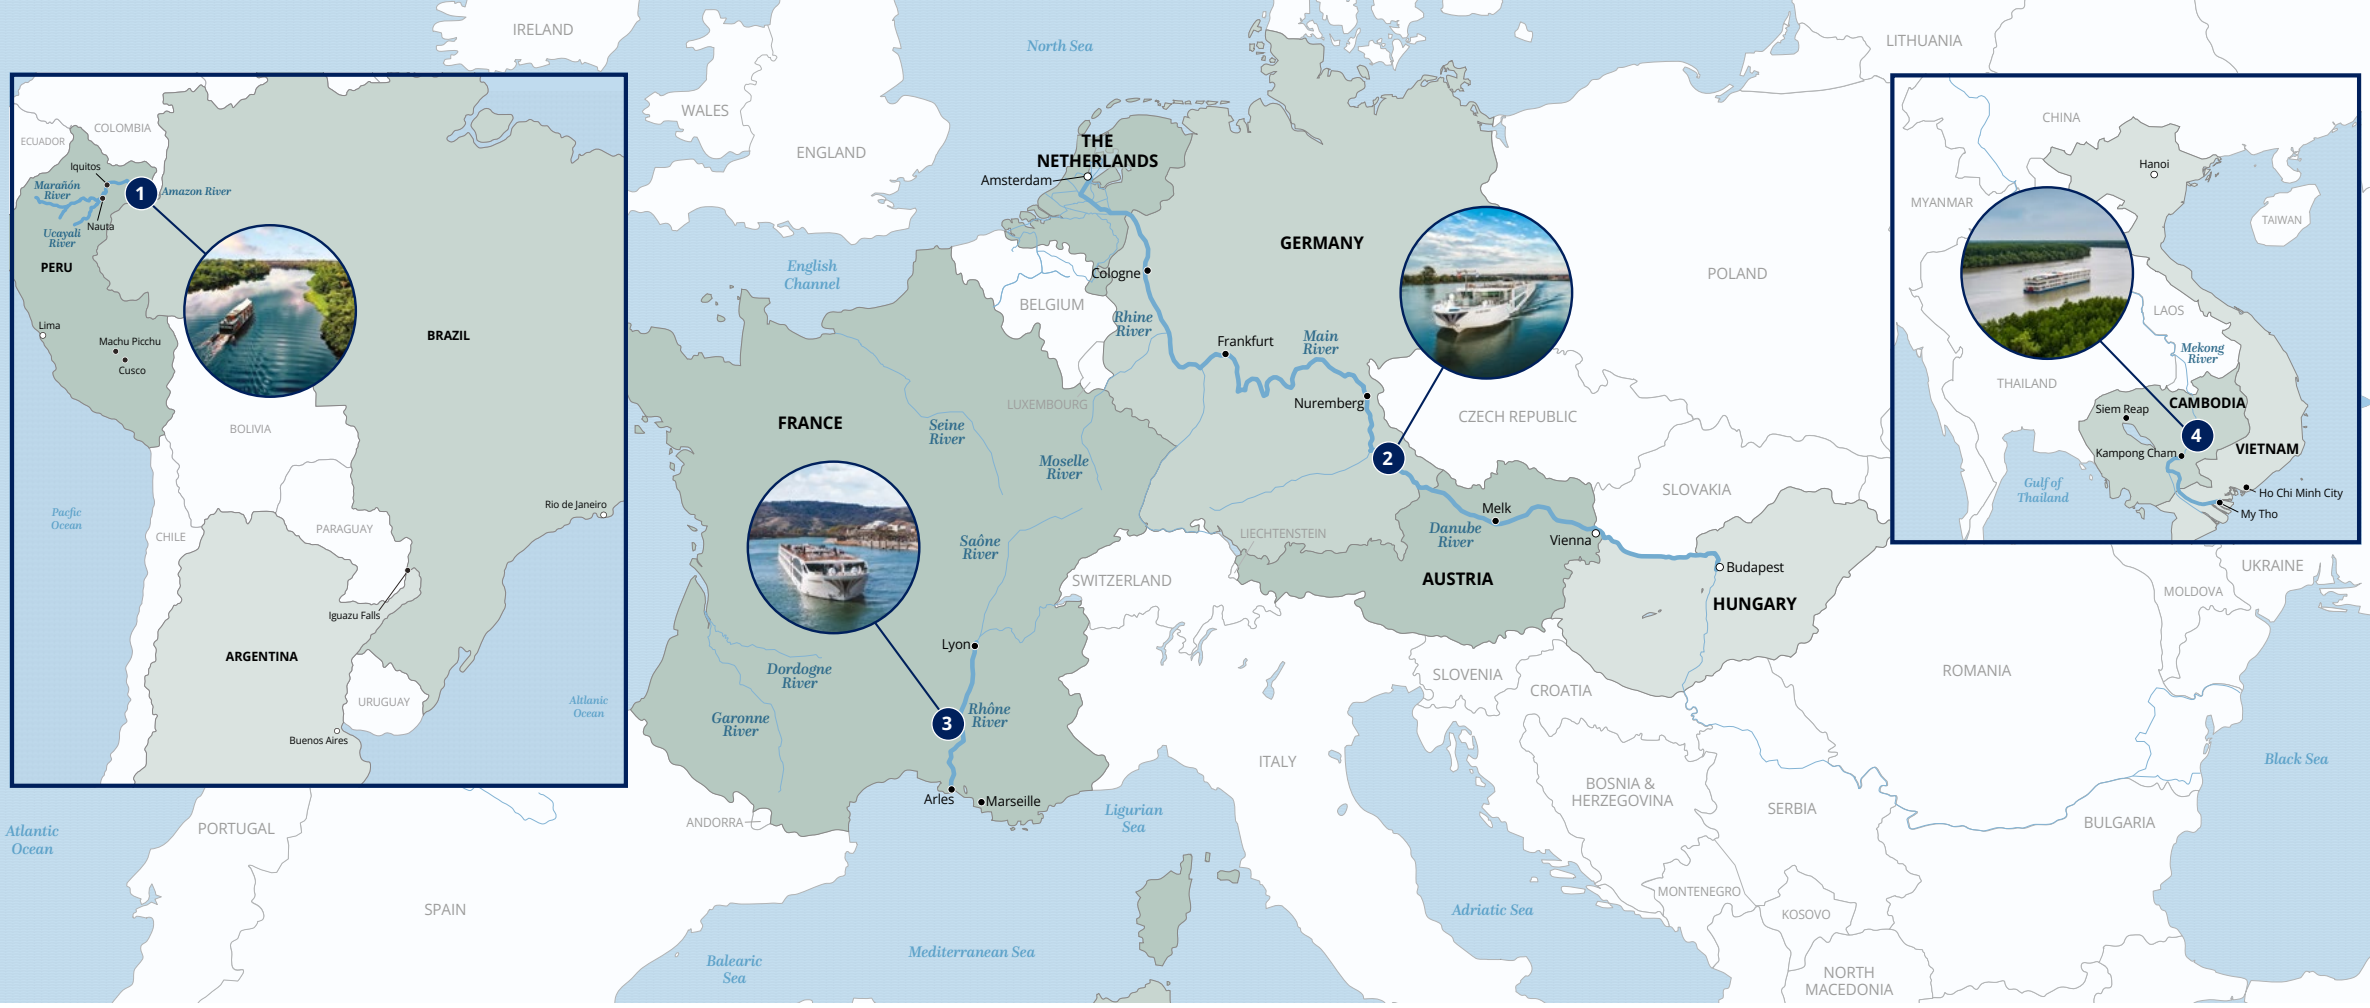 IRELAND
North Sea
LITHUANIA
WALES
ENGLAND
THE
NETHERLANDS
Amsterdam
GERMANY
POLAND
English
Channel
Cologne
BELGIUM
Rhine
River
Frankfurt
Main
River
LUXEMBOURG
Nuremberg
CZECH REPUBLIC
FRANCE
Seine
River
Moselle
River
2
SLOVAKIA
Melk
Danube
River
Vienna
LIECHTENSTEIN
Saône
River
SWITZERLAND
AUSTRIA
Budapest
HUNGARY
UKRAINE
MOLDOVA
Lyon
Dordogne
River
SLOVENIA
CROATIA
ROMANIA
Garonne
River
3
Rhône
River
ITALY
Black Sea
BOSNIA &
HERZEGOVINA
SERBIA
BULGARIA
Arles
Marseille
ANDORRA
Ligurian
Sea
Atlantic
Ocean
PORTUGAL
SPAIN
MONTENEGRO
KOSOVO
Adriatic Sea
Mediterranean Sea
Balearic
Sea
NORTH
MACEDONIA
ECUADOR
COLOMBIA
Iquitos
Marañón
River
1
Amazon River
Nauta
Ucayali
River
PERU
Lima
Machu Picchu
Cusco
BRAZIL
BOLIVIA
Pacfic
Ocean
CHILE
PARAGUAY
Rio de Janeiro
Iguazu Falls
ARGENTINA
URUGUAY
Altlanic
Ocean
Buenos Aires
CHINA
Hanoi
MYANMAR
TAIWAN
LAOS
Mekong
River
THAILAND
CAMBODIA
Siem Reap
4
Kampong Cham
VIETNAM
Gulf of
Thailand
Ho Chi Minh City
My Tho